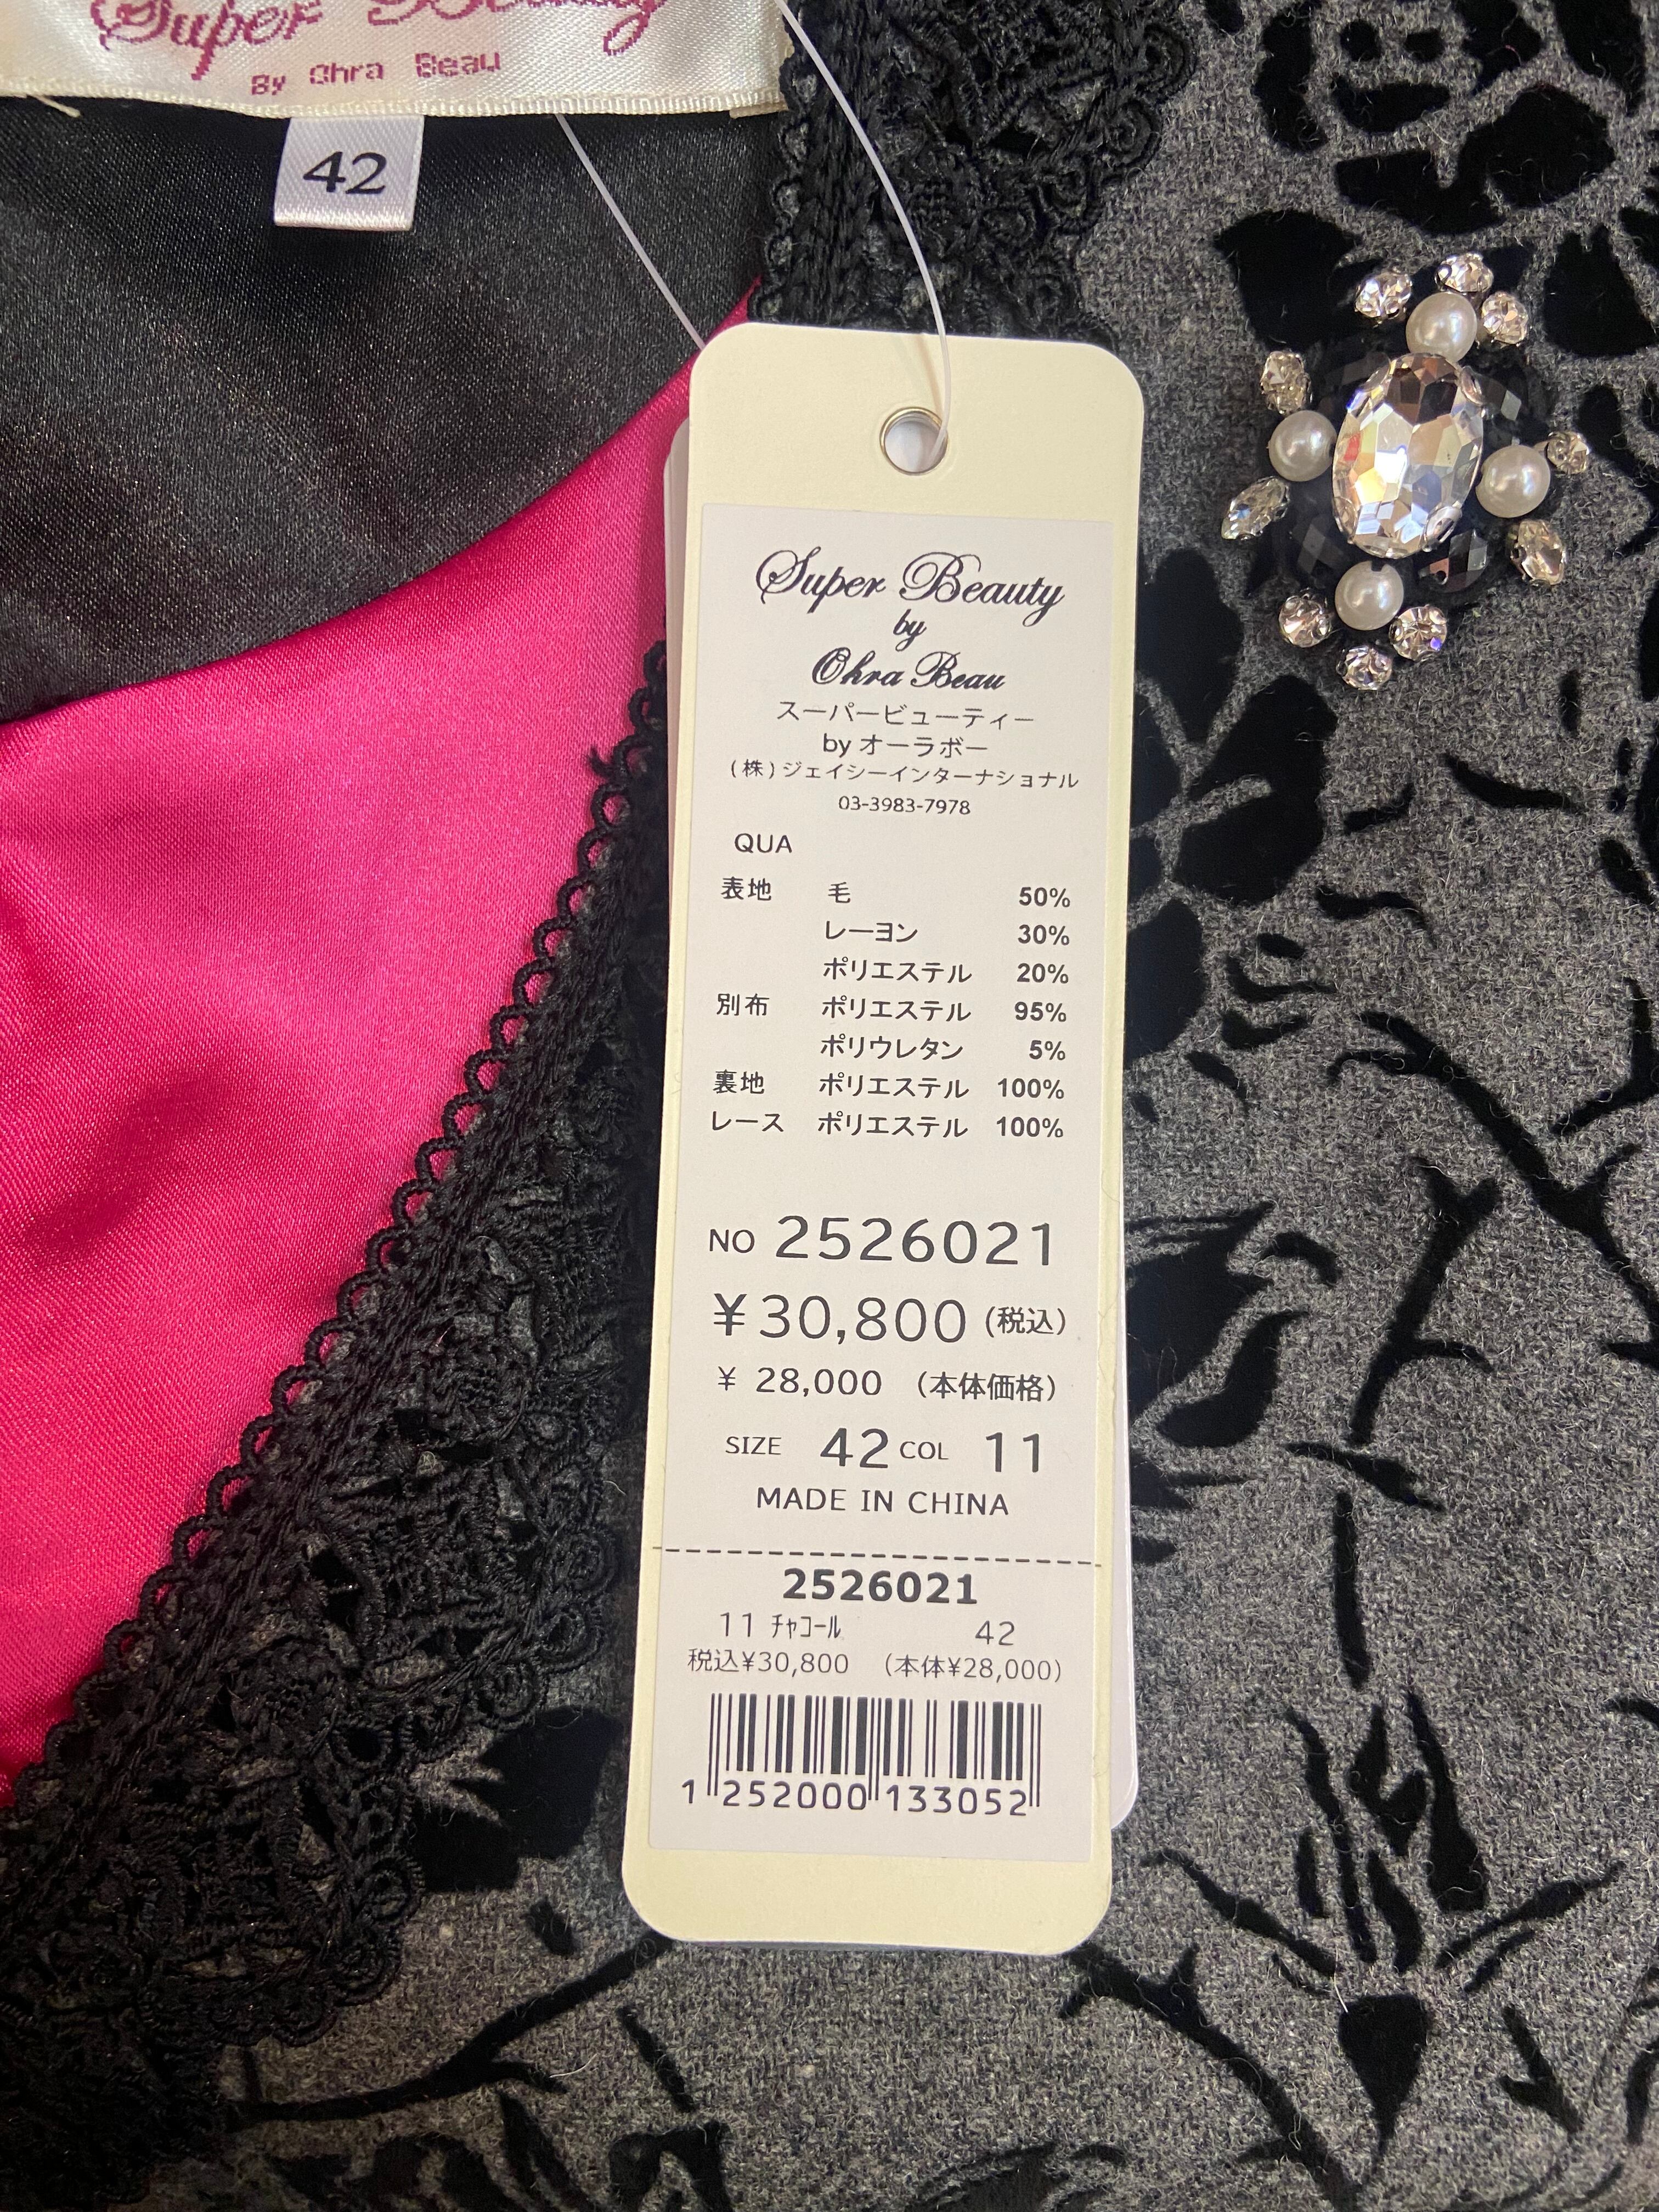 Super Beauty
By Ohra Beau
42
Super Beauty
by
Ohra Beau
スーパービューティー
by オーラボー
(株)ジェイシーインターナショナル
03-3983-7978
QUA
表地 毛 50%
レーヨン 30%
ポリエステル 20%
別布 ポリエステル 95%
ポリウレタン 5%
裏地 ポリエステル 100%
レース ポリエステル 100%
NO 2526021
¥30,800 (税込)
¥ 28,000 (本体価格)
SIZE 42 COL 11
MADE IN CHINA
2526021
11 ﾁｬｺｰﾙ 42
税込¥30,800 (本体¥28,000)
1 252000 133052